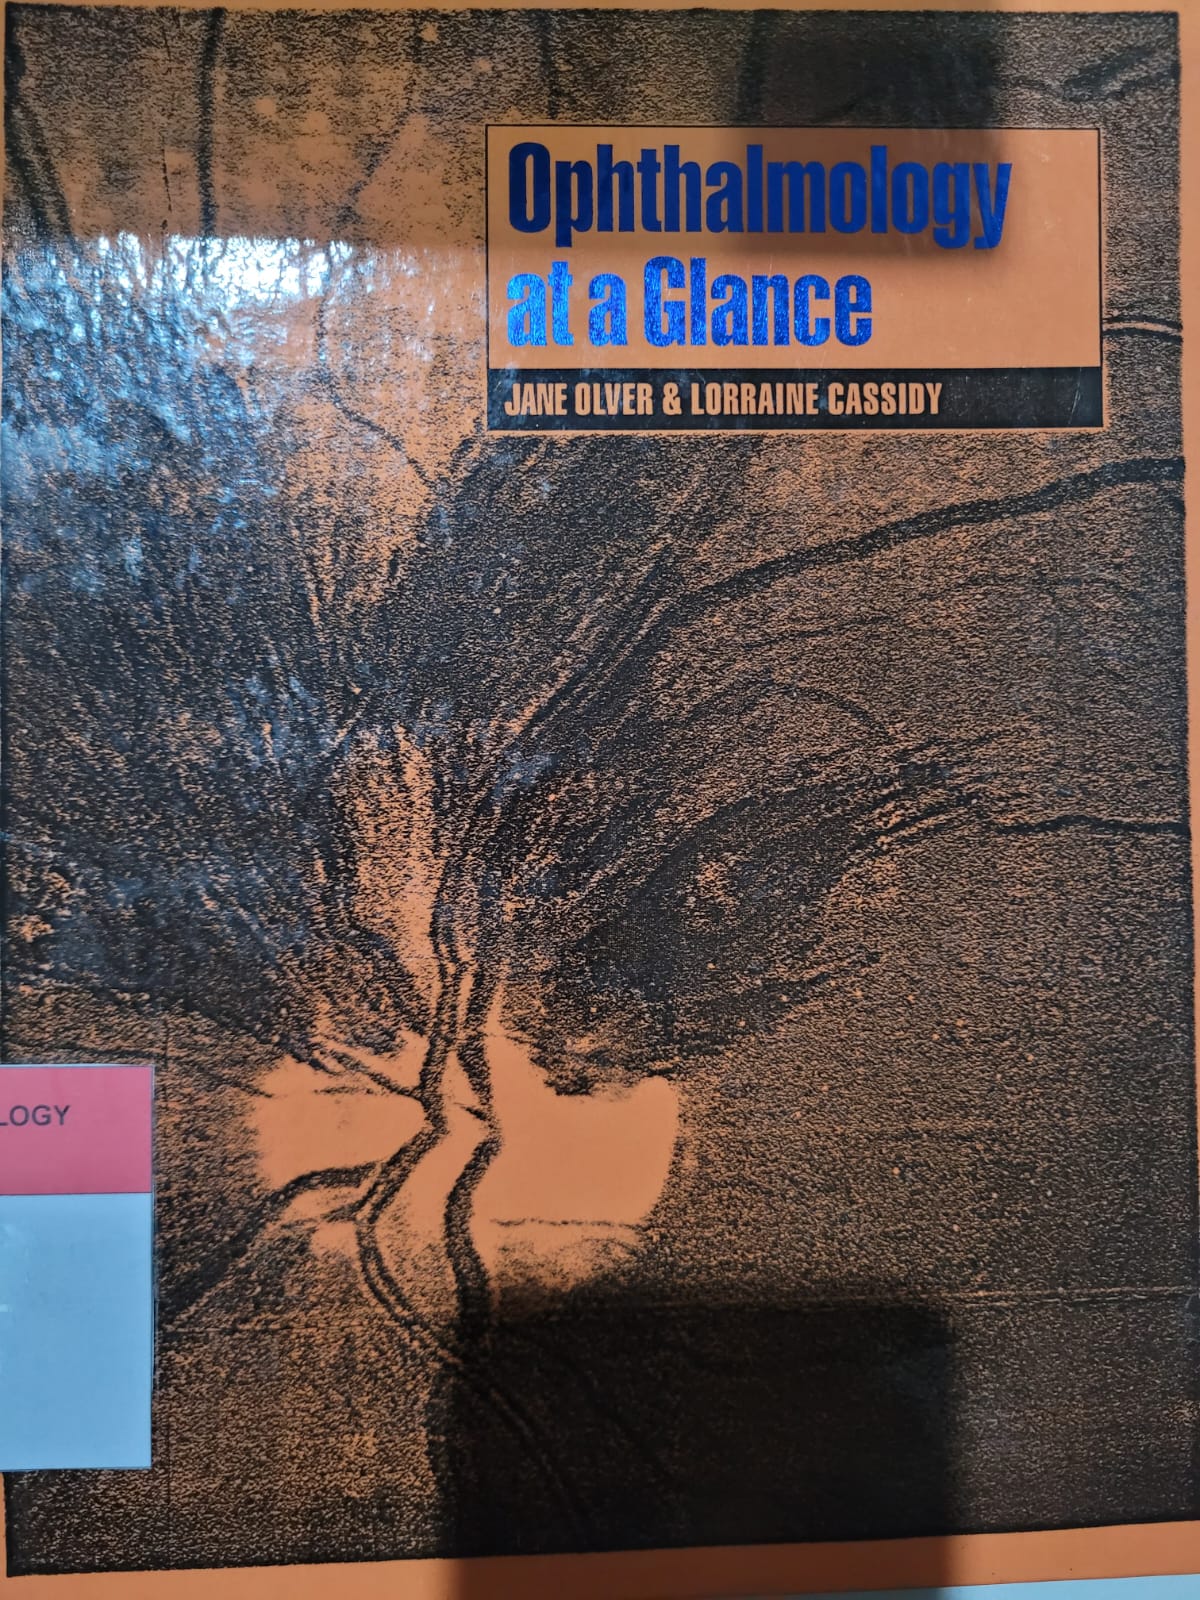 Ophthalmology
at a Glance
JANE OLVER & LORRAINE CASSIDY
LOGY